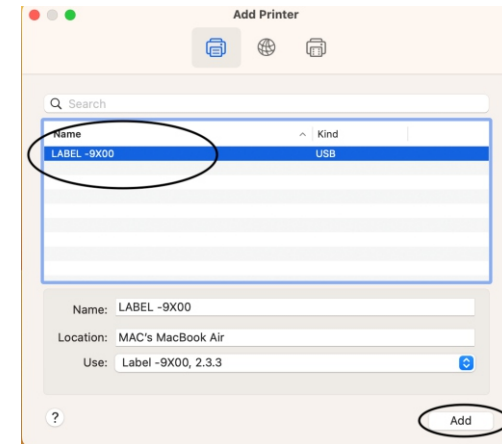 Add Printer
Search
Name Kind
LABEL -9X00 USB
Name: LABEL -9X00
Location: MAC's MacBook Air
Use: Label -9X00, 2.3.3
? Add